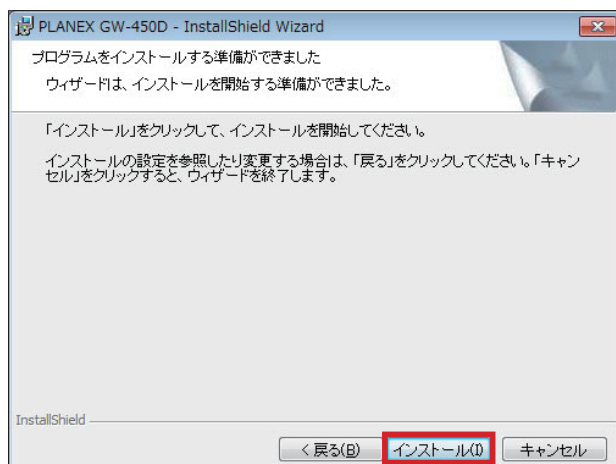 PLANEX GW-450D - InstallShield Wizard
プログラムをインストールする準備ができました
ウィザードは、インストールを開始する準備ができました。
「インストール」をクリックして、インストールを開始してください。
インストールの設定を参照したり変更する場合は、「戻る」をクリックしてください。「キャン
セル」をクリックすると、ウィザードを終了します。
InstallShield
< 戻る(B) インストール(I) キャンセル